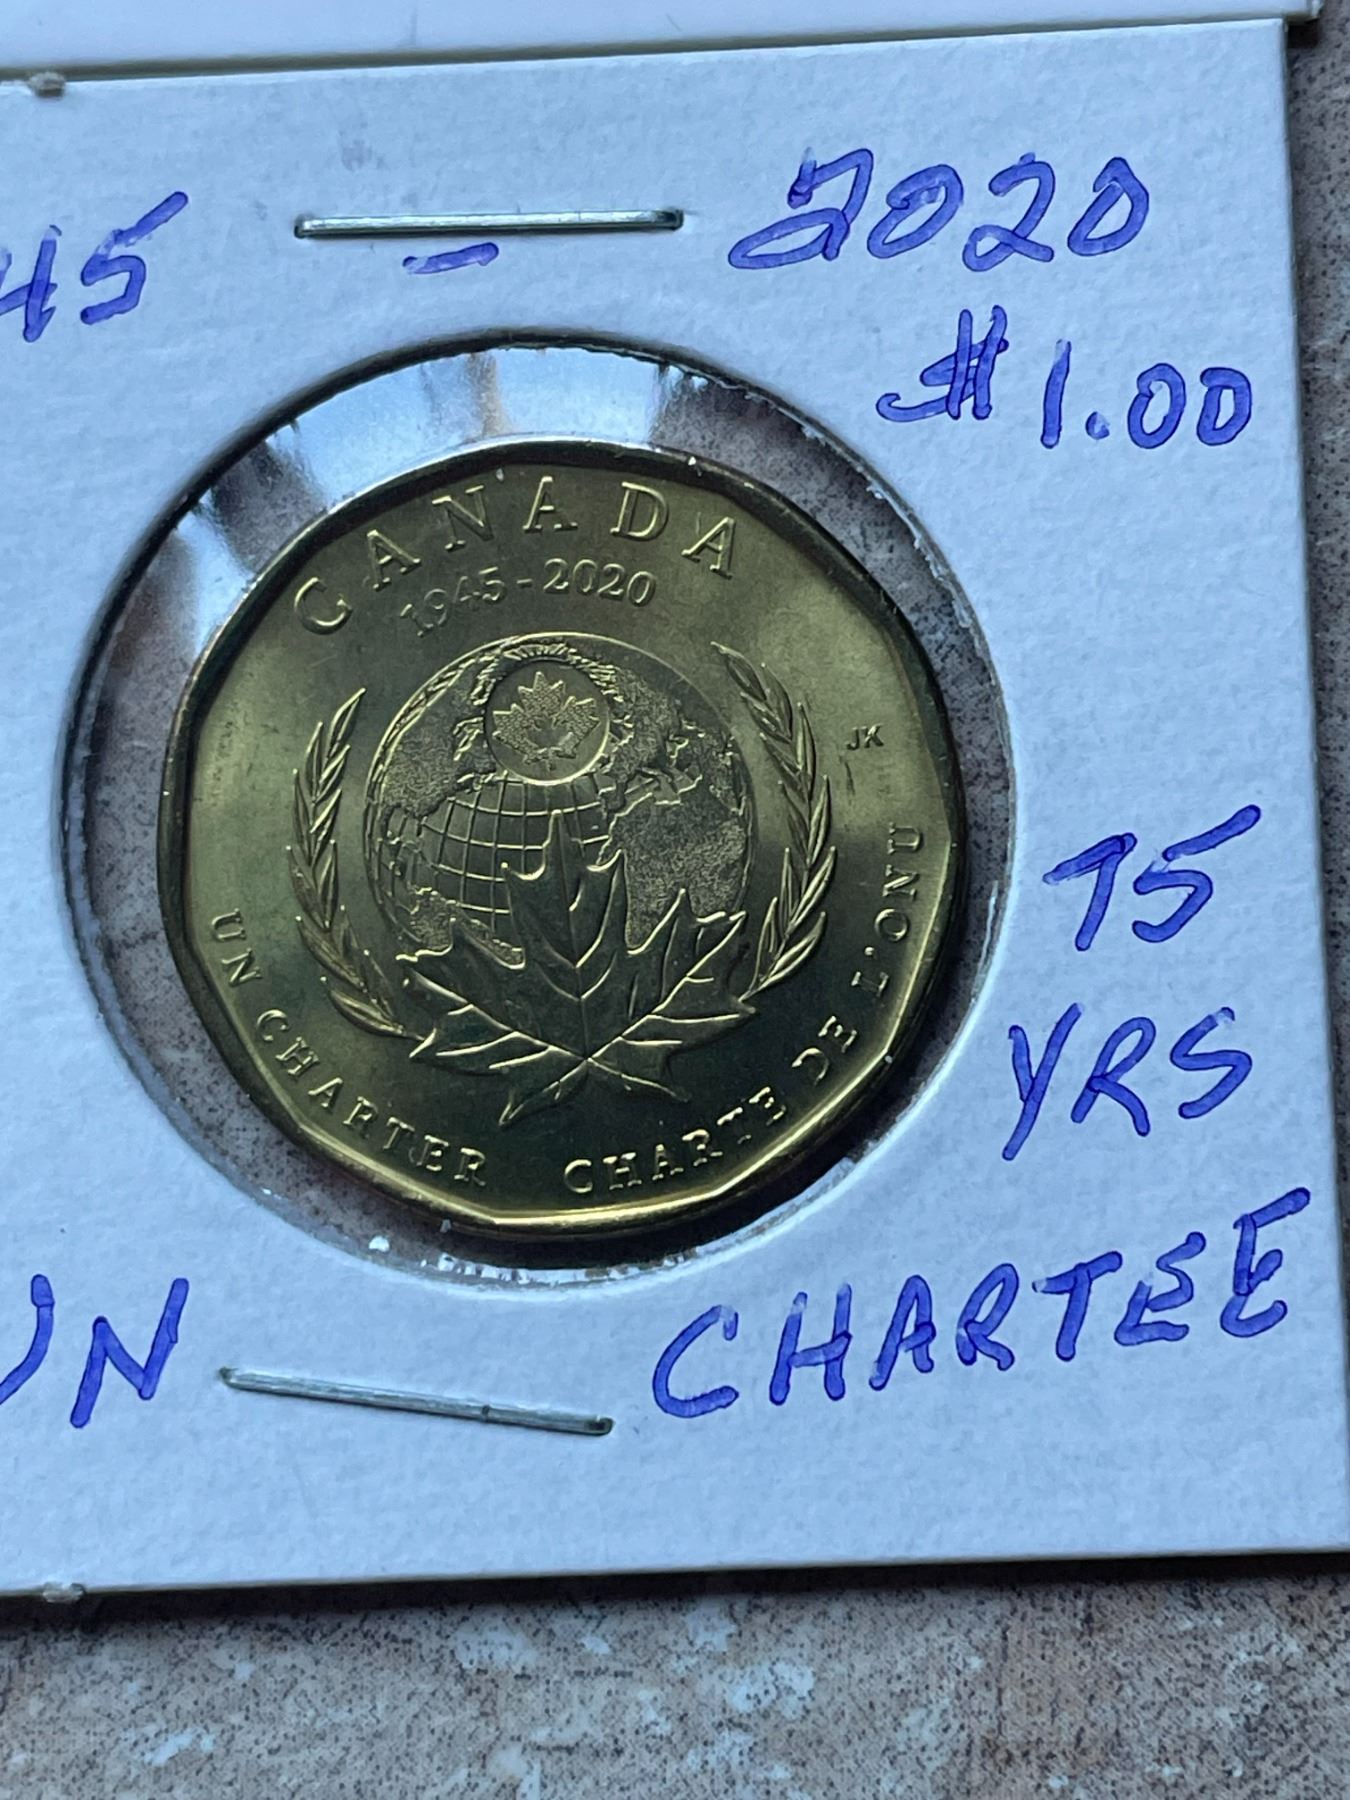 45 - 2020
$1.00
CANADA
1945-2020
JK
UN CHARTER CHARTE DE L'ONU
75
YRS
UN CHARTEE